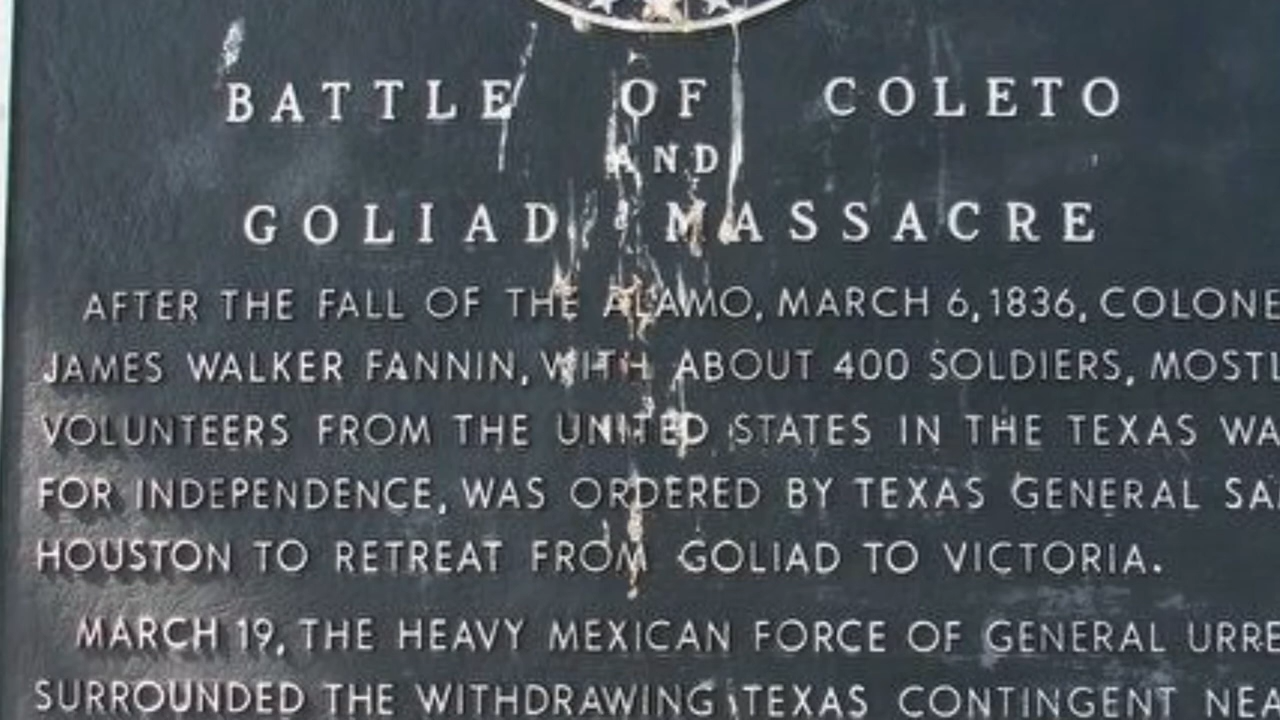 BATTLE OF COLETO
AND
GOLIAD MASSACRE
AFTER THE FALL OF THE ALAMO, MARCH 6, 1836, COLONE
JAMES WALKER FANNIN, WITH ABOUT 400 SOLDIERS, MOSTL
VOLUNTEERS FROM THE UNITED STATES IN THE TEXAS WA
FOR INDEPENDENCE, WAS ORDERED BY TEXAS GENERAL SA
HOUSTON TO RETREAT FROM GOLIAD TO VICTORIA.
MARCH 19, THE HEAVY MEXICAN FORCE OF GENERAL URRE
SURROUNDED THE WITHDRAWING TEXAS CONTINGENT NEA